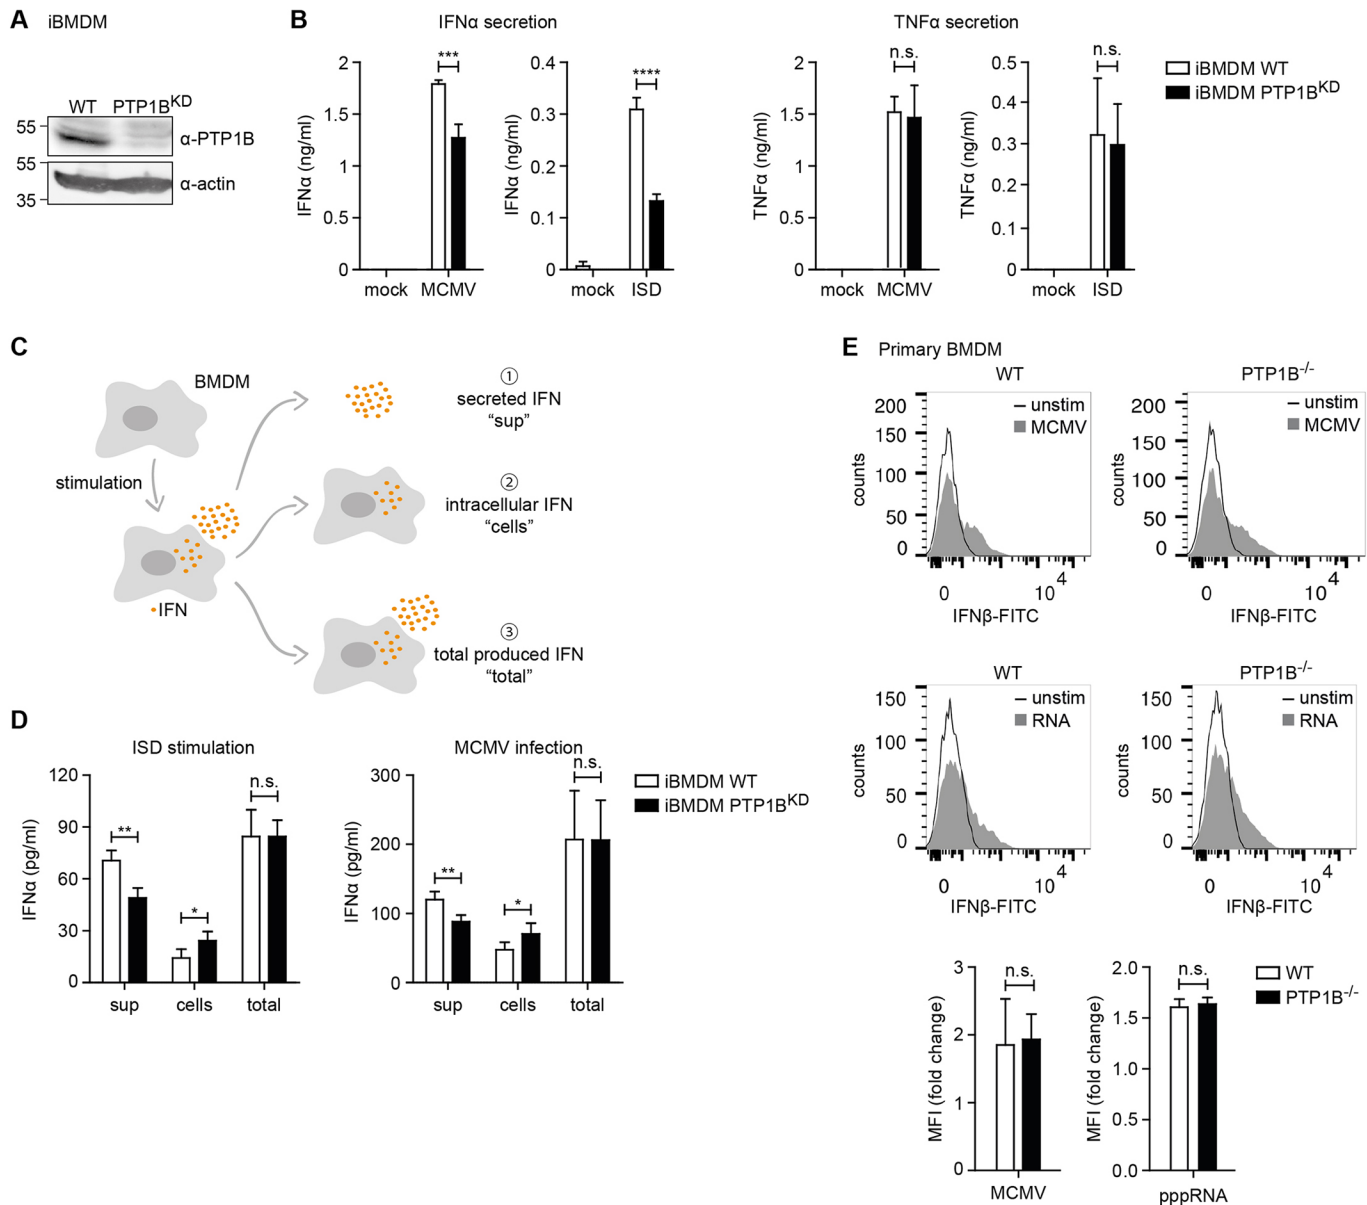 A iBMDM
WT PTP1B^KD
55
α-PTP1B
55
α-actin
35
B IFNα secretion TNFα secretion
IFNα (ng/ml)
2
1.5
1
0.5
0
***
mock MCMV
IFNα (ng/ml)
0.4
0.3
0.2
0.1
0
****
mock ISD
TNFα (ng/ml)
2
1.5
1
0.5
0
n.s.
mock MCMV
TNFα (ng/ml)
0.5
0.4
0.3
0.2
0.1
0
n.s.
mock ISD
iBMDM WT
iBMDM PTP1B^KD
C
BMDM
stimulation
IFN
①
secreted IFN
“sup”
②
intracellular IFN
“cells”
③
total produced IFN
“total”
D
ISD stimulation
IFNα (pg/ml)
120
90
60
30
0
**
*
n.s.
sup cells total
MCMV infection
IFNα (pg/ml)
300
200
100
0
**
*
n.s.
sup cells total
iBMDM WT
iBMDM PTP1B^KD
E Primary BMDM
WT
counts
200
150
100
50
0
unstim
MCMV
0 10^4
IFNβ-FITC
PTP1B^-/-
counts
200
150
100
50
0
unstim
MCMV
0 10^4
IFNβ-FITC
WT
counts
150
100
50
0
unstim
RNA
0 10^4
IFNβ-FITC
PTP1B^-/-
counts
150
100
50
0
unstim
RNA
0 10^4
IFNβ-FITC
MFI (fold change)
3
2
1
0
n.s.
MCMV
MFI (fold change)
2.0
1.5
1.0
0.5
0.0
n.s.
pppRNA
WT
PTP1B^-/-